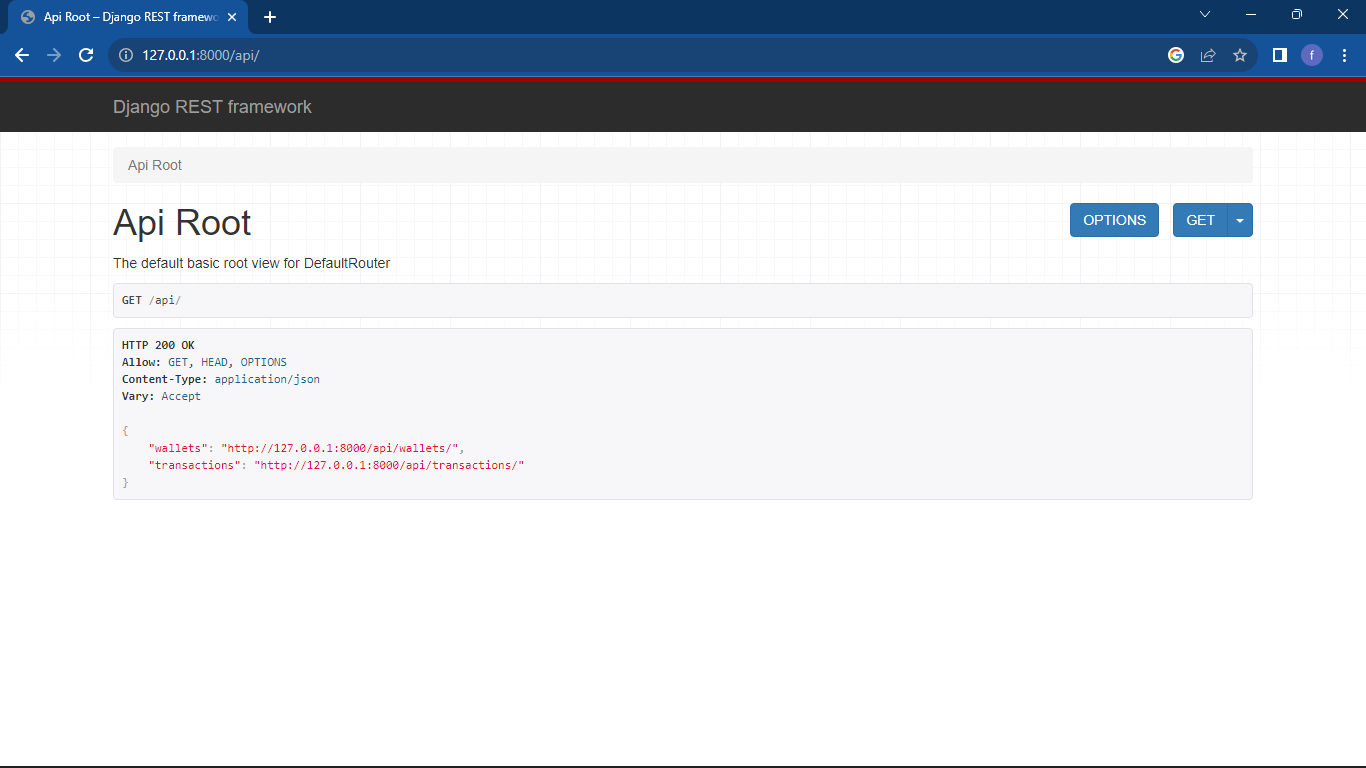 Api Root – Django REST framewo
127.0.0.1:8000/api/
f
Django REST framework
Api Root
Api Root
OPTIONS
GET
The default basic root view for DefaultRouter
GET /api/
HTTP 200 OK
Allow: GET, HEAD, OPTIONS
Content-Type: application/json
Vary: Accept
{
    "wallets": "http://127.0.0.1:8000/api/wallets/",
    "transactions": "http://127.0.0.1:8000/api/transactions/"
}